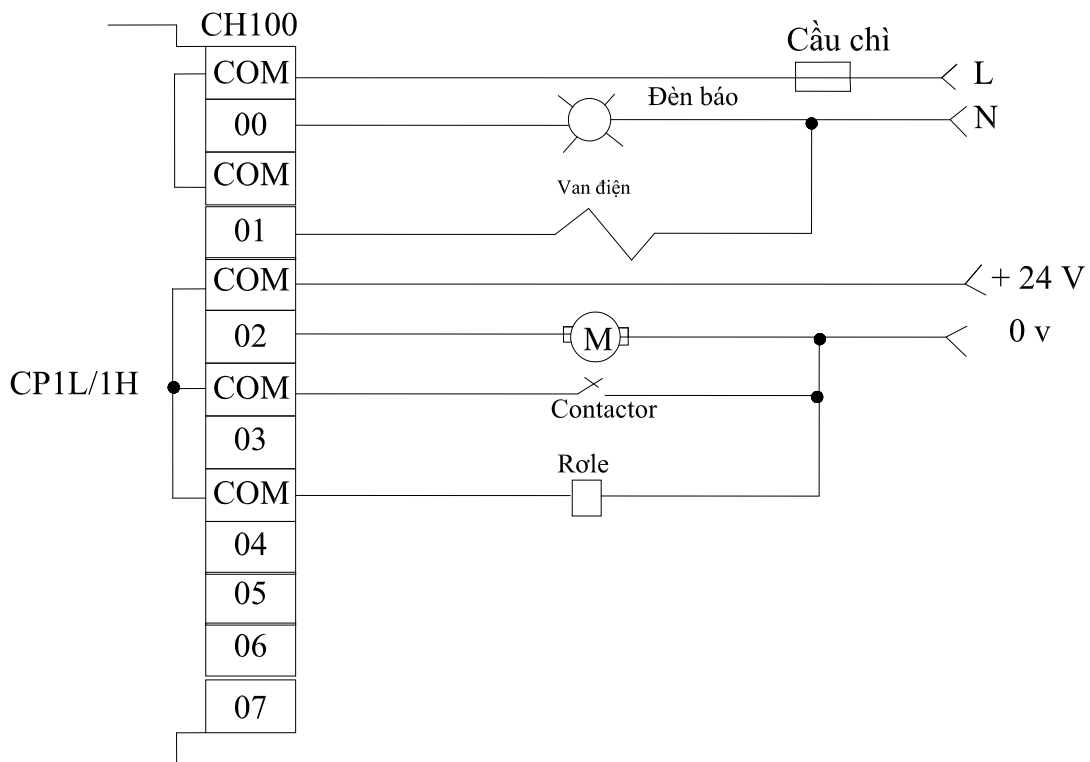 CH100
Cầu chì
COM
L
Đèn báo
00
N
COM
Van điện
01
COM
+ 24 V
02
M
0 v
CP1L/1H
COM
Contactor
03
Rơle
COM
04
05
06
07